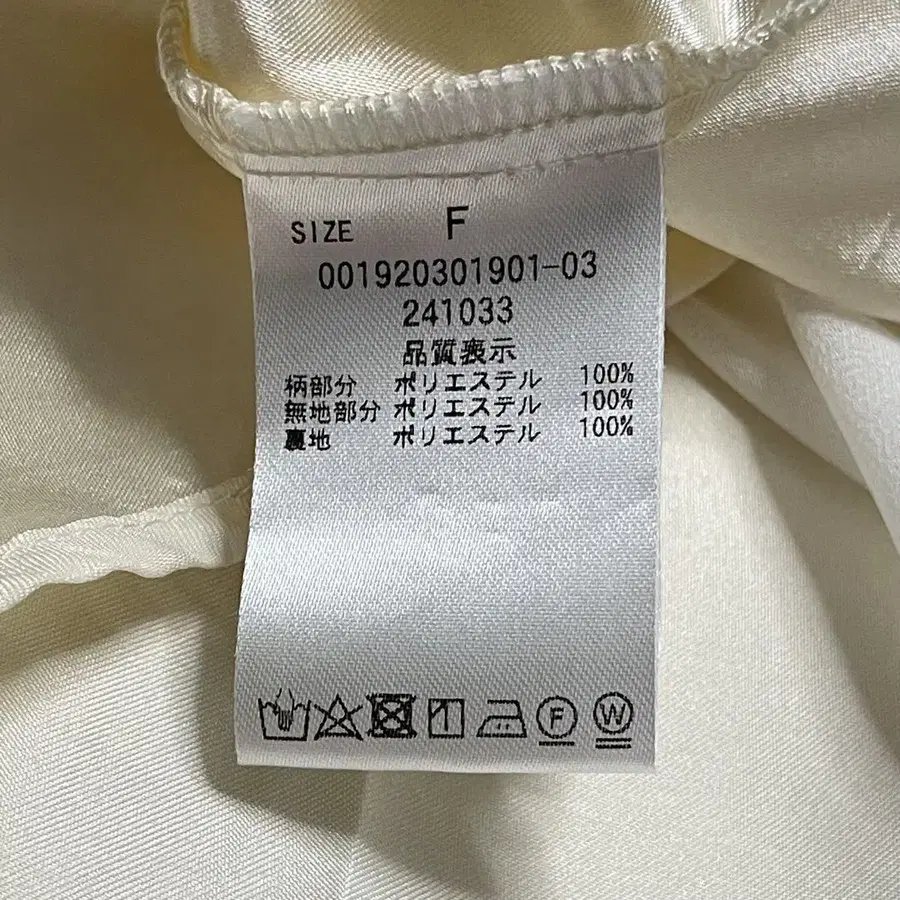 SIZE F
001920301901-03
241033
品質表示
柄部分 ポリエステル 100%
無地部分 ポリエステル 100%
裏地 ポリエステル 100%
F W